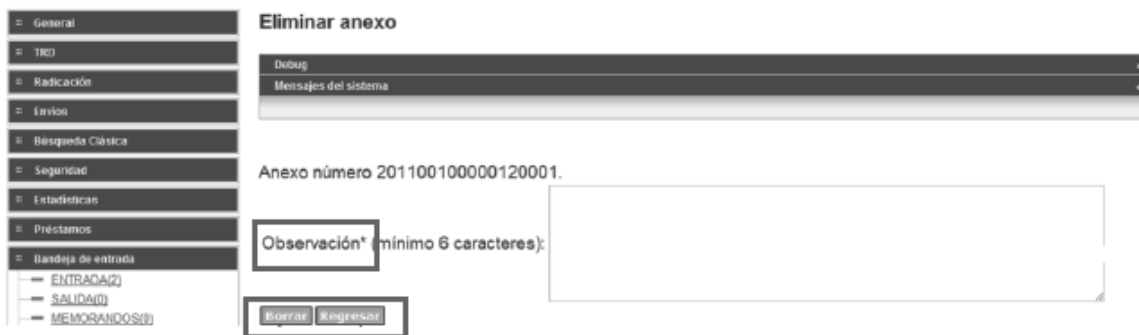 General
TRD
Radicación
Envíos
Búsqueda Clásica
Seguridad
Estadísticas
Préstamos
Bandeja de entrada
ENTRADA(2)
SALIDA(0)
MEMORANDOS(0)
Eliminar anexo
Debug
Mensajes del sistema
Anexo número 201100100000120001.
Observación* (mínimo 6 caracteres):
Borrar Regresar